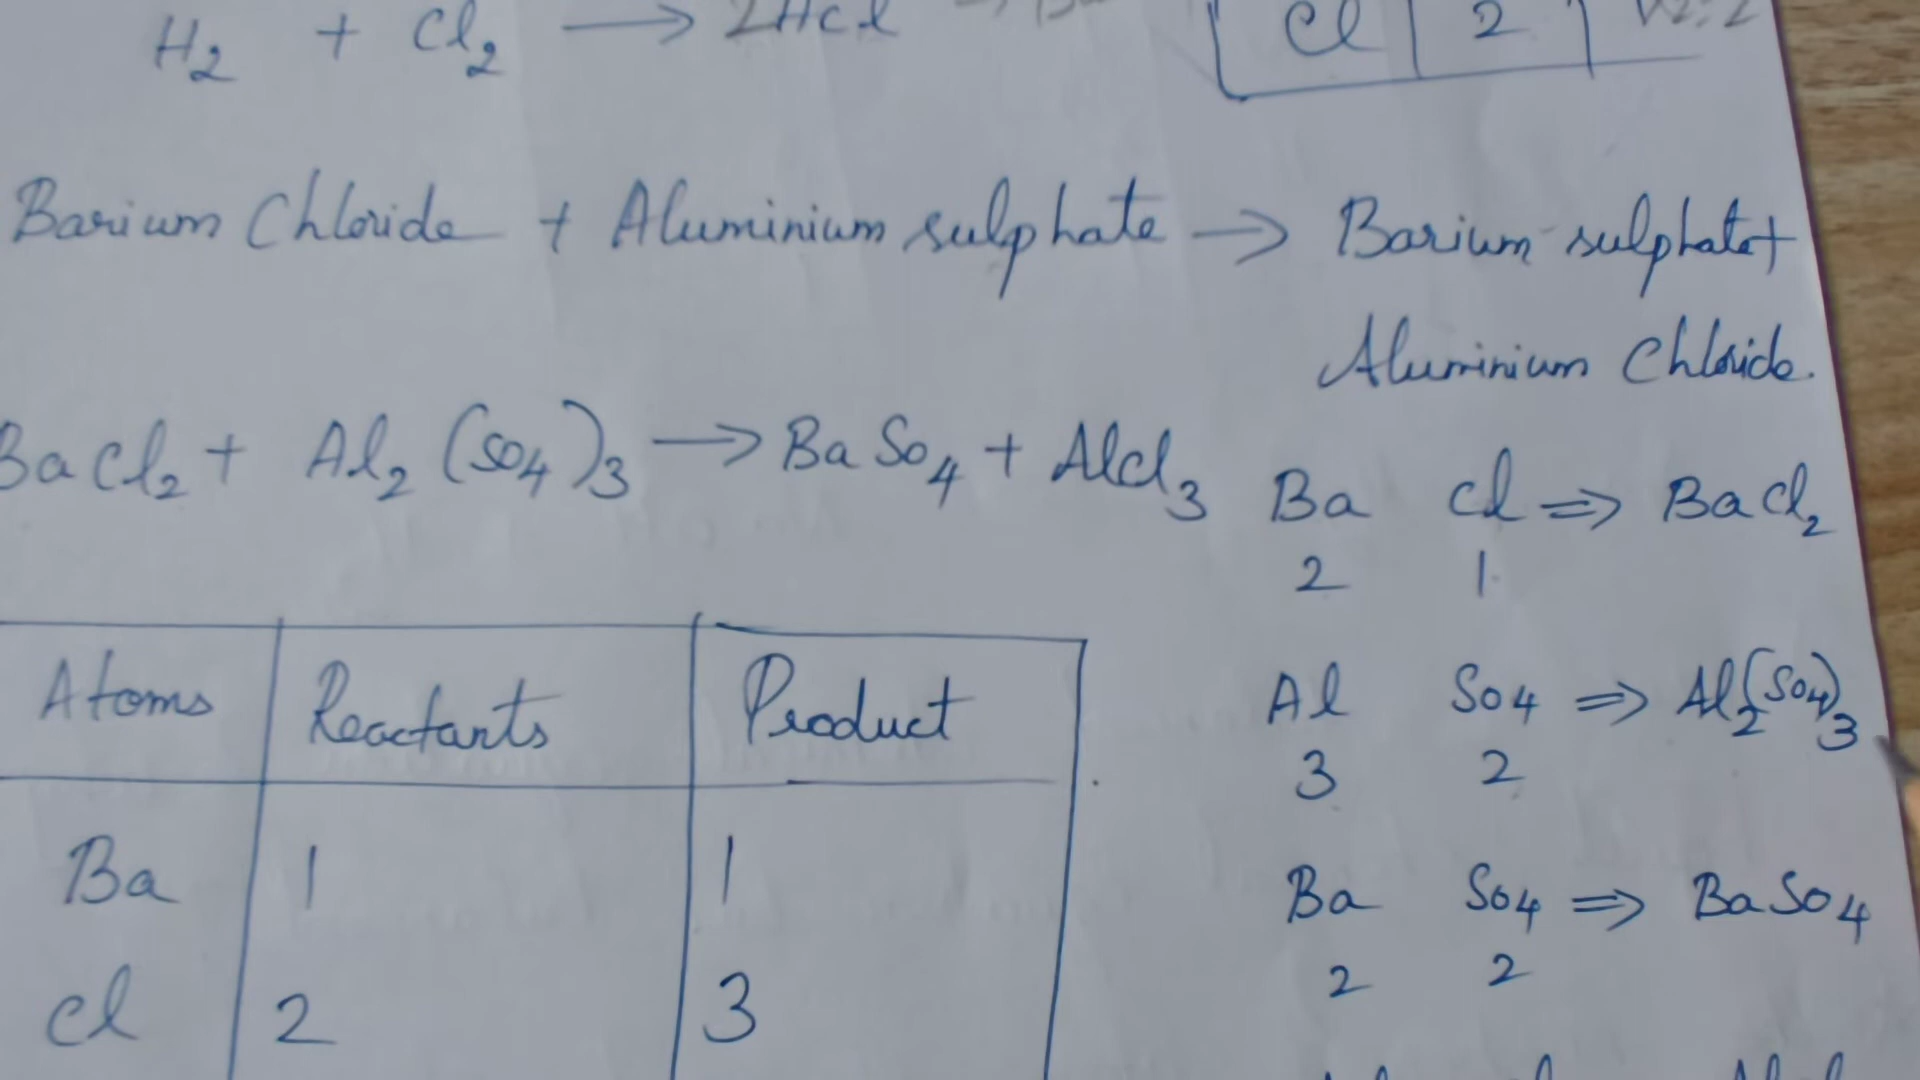 H2 + Cl2 → 2HCl
Cl 2
Barium Chloride + Aluminium sulphate → Barium sulphate+
Aluminium Chloride.
BaCl2 + Al2(SO4)3 → BaSO4 + AlCl3
Ba Cl ⇒ BaCl2
2 1
Al SO4 ⇒ Al2(SO4)3
3 2
Ba SO4 ⇒ BaSO4
2 2
Atoms Reactants Product
Ba 1 1
Cl 2 3